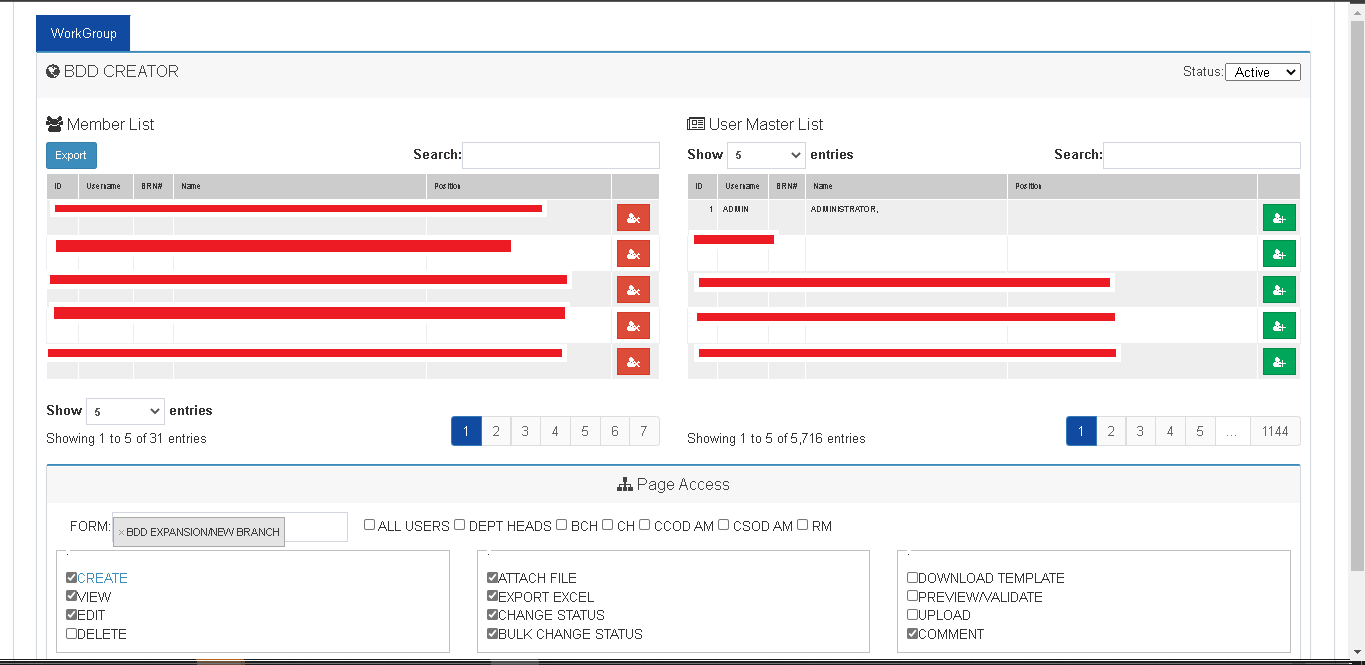 WorkGroup
BDD CREATOR
Status: Active
Member List
Export
Search:
ID Username BRN# Name Position
Show 5 entries
Showing 1 to 5 of 31 entries
1 2 3 4 5 6 7
User Master List
Show 5 entries
Search:
ID Username BRN# Name Position
1 ADMIN ADMINISTRATOR,
Showing 1 to 5 of 5,716 entries
1 2 3 4 5 ... 1144
Page Access
FORM: ×BDD EXPANSION/NEW BRANCH
ALL USERS DEPT HEADS BCH CH CCOD AM CSOD AM RM
CREATE
VIEW
EDIT
DELETE
ATTACH FILE
EXPORT EXCEL
CHANGE STATUS
BULK CHANGE STATUS
DOWNLOAD TEMPLATE
PREVIEW/VALIDATE
UPLOAD
COMMENT